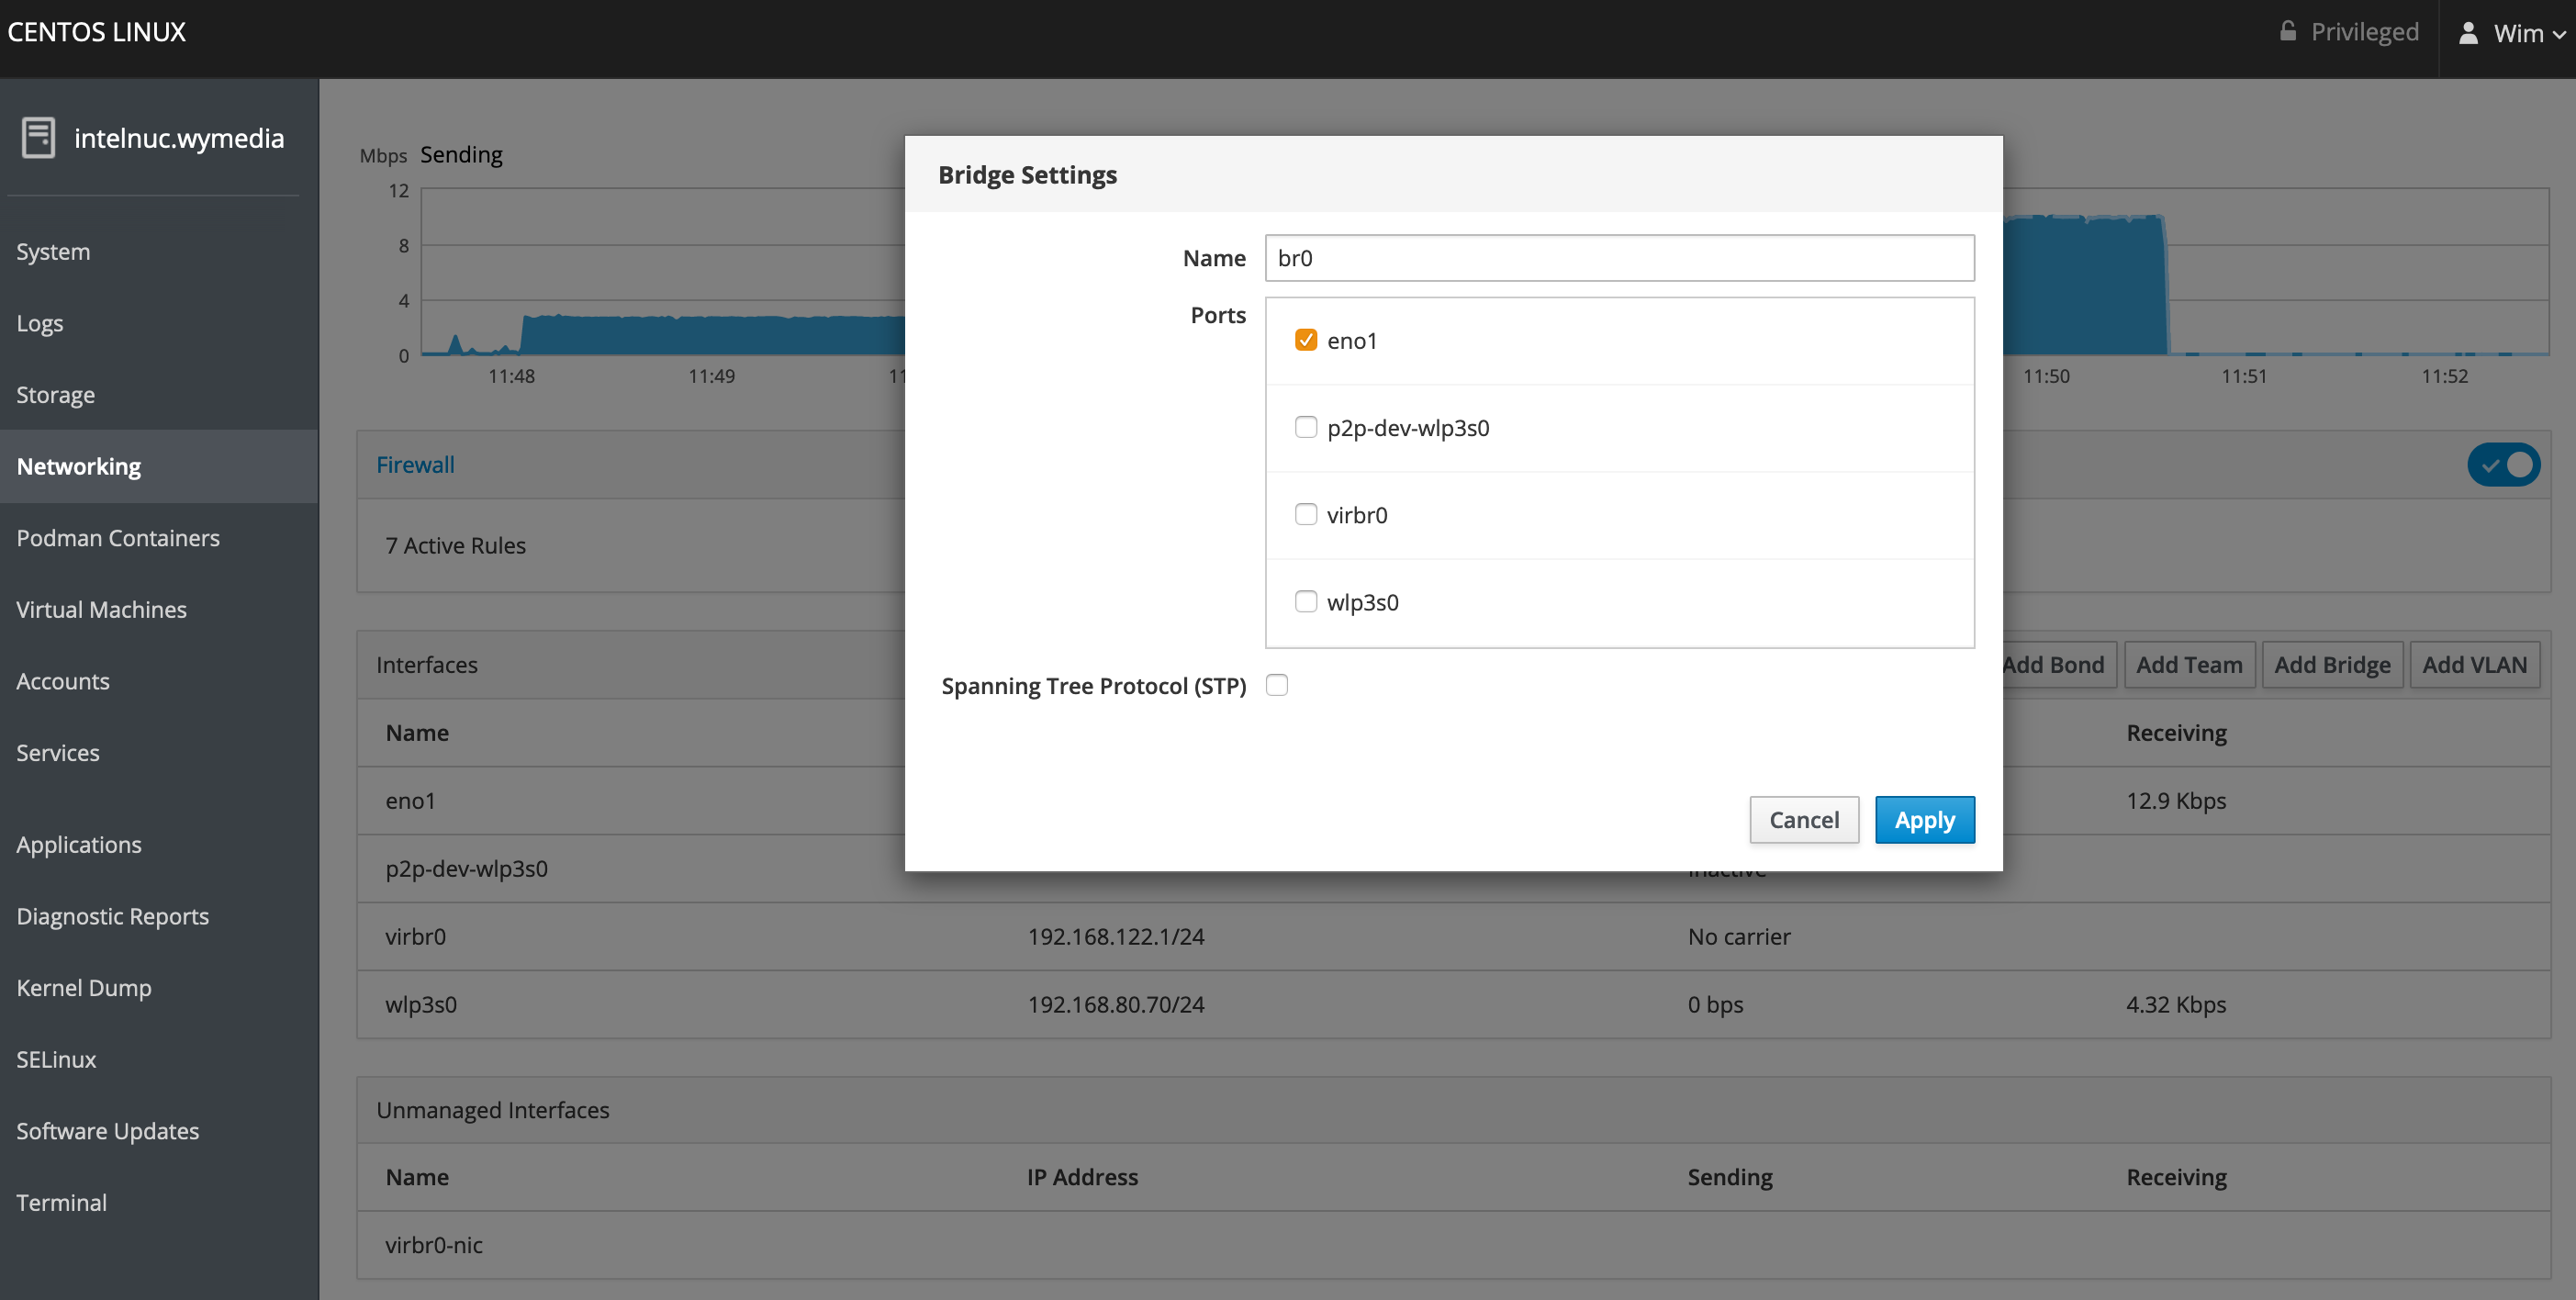 CENTOS LINUX
Privileged
Wim
intelnuc.wymedia
System
Logs
Storage
Networking
Podman Containers
Virtual Machines
Accounts
Services
Applications
Diagnostic Reports
Kernel Dump
SELinux
Software Updates
Terminal
Mbps Sending
12
8
4
0
11:48 11:49 11
11:50 11:51 11:52
Bridge Settings
Name br0
Ports
eno1
p2p-dev-wlp3s0
virbr0
wlp3s0
Spanning Tree Protocol (STP)
Cancel Apply
Firewall
7 Active Rules
Interfaces
Add Bond Add Team Add Bridge Add VLAN
Name Receiving
eno1 12.9 Kbps
p2p-dev-wlp3s0 Inactive
virbr0 192.168.122.1/24 No carrier
wlp3s0 192.168.80.70/24 0 bps 4.32 Kbps
Unmanaged Interfaces
Name IP Address Sending Receiving
virbr0-nic